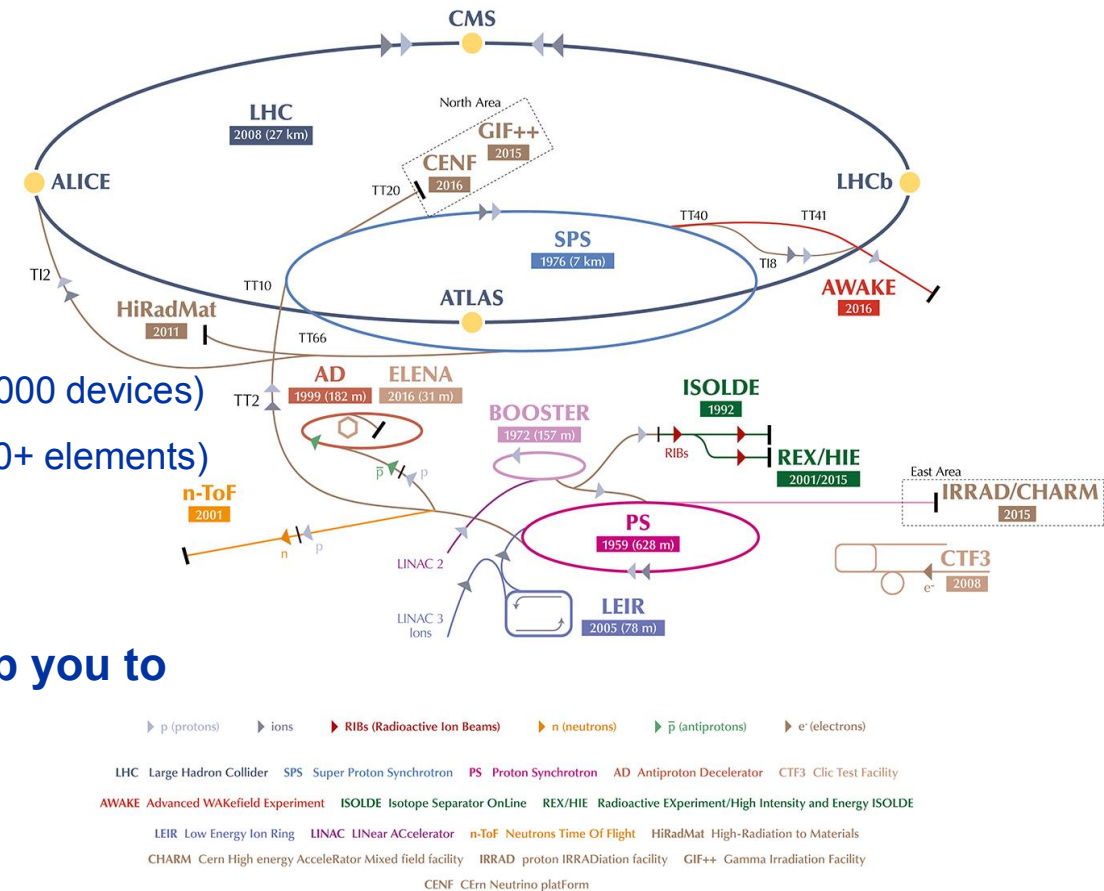 CMS
LHC
2008 (27 km)
North Area
GIF++
2015
CENF
2016
TT20
ALICE
LHCb
TT40
TT41
SPS
1976 (7 km)
TI8
TI2
TT10
ATLAS
AWAKE
2016
HiRadMat
2011
TT66
000 devices)
AD
1999 (182 m)
ELENA
2016 (31 m)
TT2
ISOLDE
1992
BOOSTER
1972 (157 m)
0+ elements)
RIBs
REX/HIE
2001/2015
p̅
p
East Area
n-ToF
2001
IRRAD/CHARM
2015
PS
1959 (628 m)
n
p
LINAC 2
CTF3
2008
e-
LEIR
2005 (78 m)
LINAC 3
Ions
p you to
p (protons) ions RIBs (Radioactive Ion Beams) n (neutrons) p̅ (antiprotons) e- (electrons)
LHC Large Hadron Collider SPS Super Proton Synchrotron PS Proton Synchrotron AD Antiproton Decelerator CTF3 Clic Test Facility
AWAKE Advanced WAKefield Experiment ISOLDE Isotope Separator OnLine REX/HIE Radioactive EXperiment/High Intensity and Energy ISOLDE
LEIR Low Energy Ion Ring LINAC LINear ACcelerator n-ToF Neutrons Time Of Flight HiRadMat High-Radiation to Materials
CHARM Cern High energy AcceleRator Mixed field facility IRRAD proton IRRADiation facility GIF++ Gamma Irradiation Facility
CENF CErn Neutrino platForm